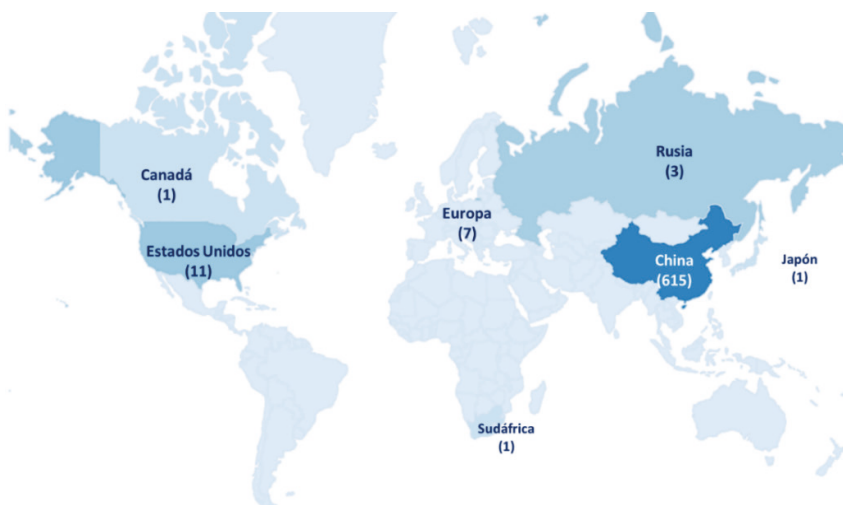 Canadá
(1)
Estados Unidos
(11)
Europa
(7)
Rusia
(3)
China
(615)
Japón
(1)
Sudáfrica
(1)